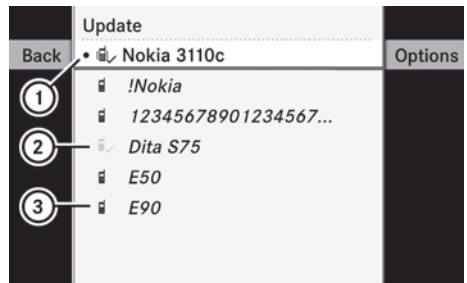 Update
Back
• Nokia 3110c
Options
!Nokia
1
12345678901234567...
2
Dita S75
E50
3
E90